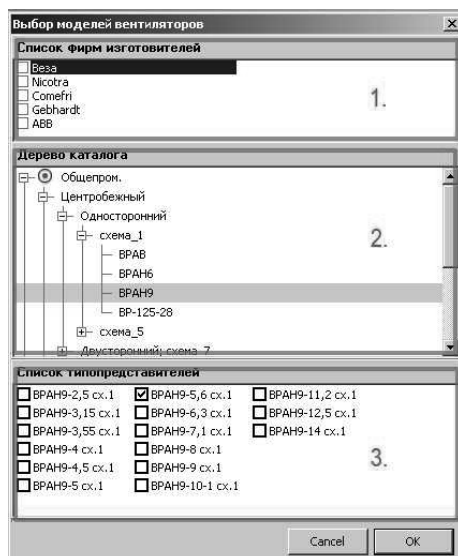 Выбор моделей вентиляторов
Список фирм изготовителей
Веза
Nicotra
Comefri
Gebhardt
ABB
1.
Дерево каталога
Общепром.
Центробежный
Односторонний
схема_1
ВРАВ
ВРАН6
ВРАН9
ВР-125-28
схема_5
Двусторонний; схема 7
2.
Список типопредставителей
ВРАН9-2,5 сх.1 ВРАН9-5,6 сх.1 ВРАН9-11,2 сх.1
ВРАН9-3,15 сх.1 ВРАН9-6,3 сх.1 ВРАН9-12,5 сх.1
ВРАН9-3,55 сх.1 ВРАН9-7,1 сх.1 ВРАН9-14 сх.1
ВРАН9-4 сх.1 ВРАН9-8 сх.1
ВРАН9-4,5 сх.1 ВРАН9-9 сх.1
ВРАН9-5 сх.1 ВРАН9-10-1 сх.1
3.
Cancel OK